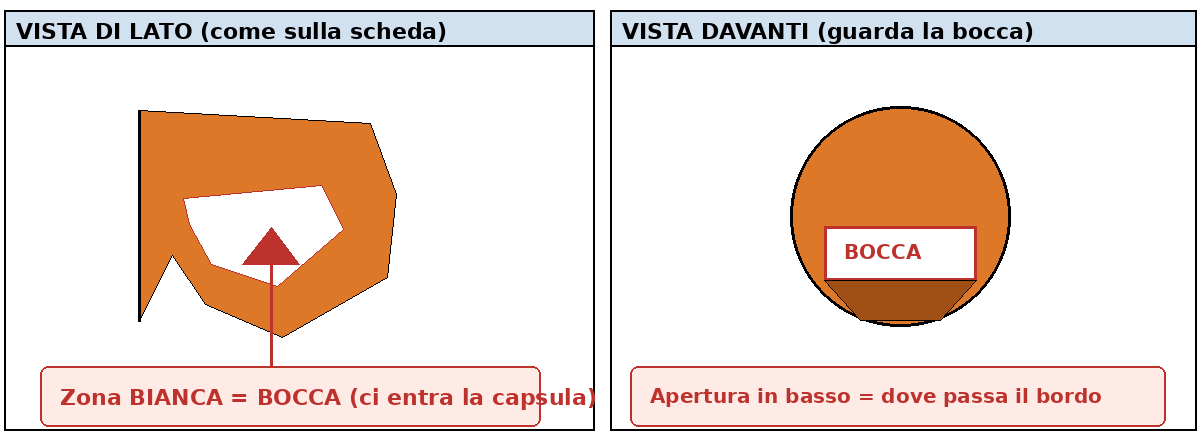 VISTA DI LATO (come sulla scheda)
VISTA DAVANTI (guarda la bocca)
BOCCA
Zona BIANCA = BOCCA (ci entra la capsula)
Apertura in basso = dove passa il bordo